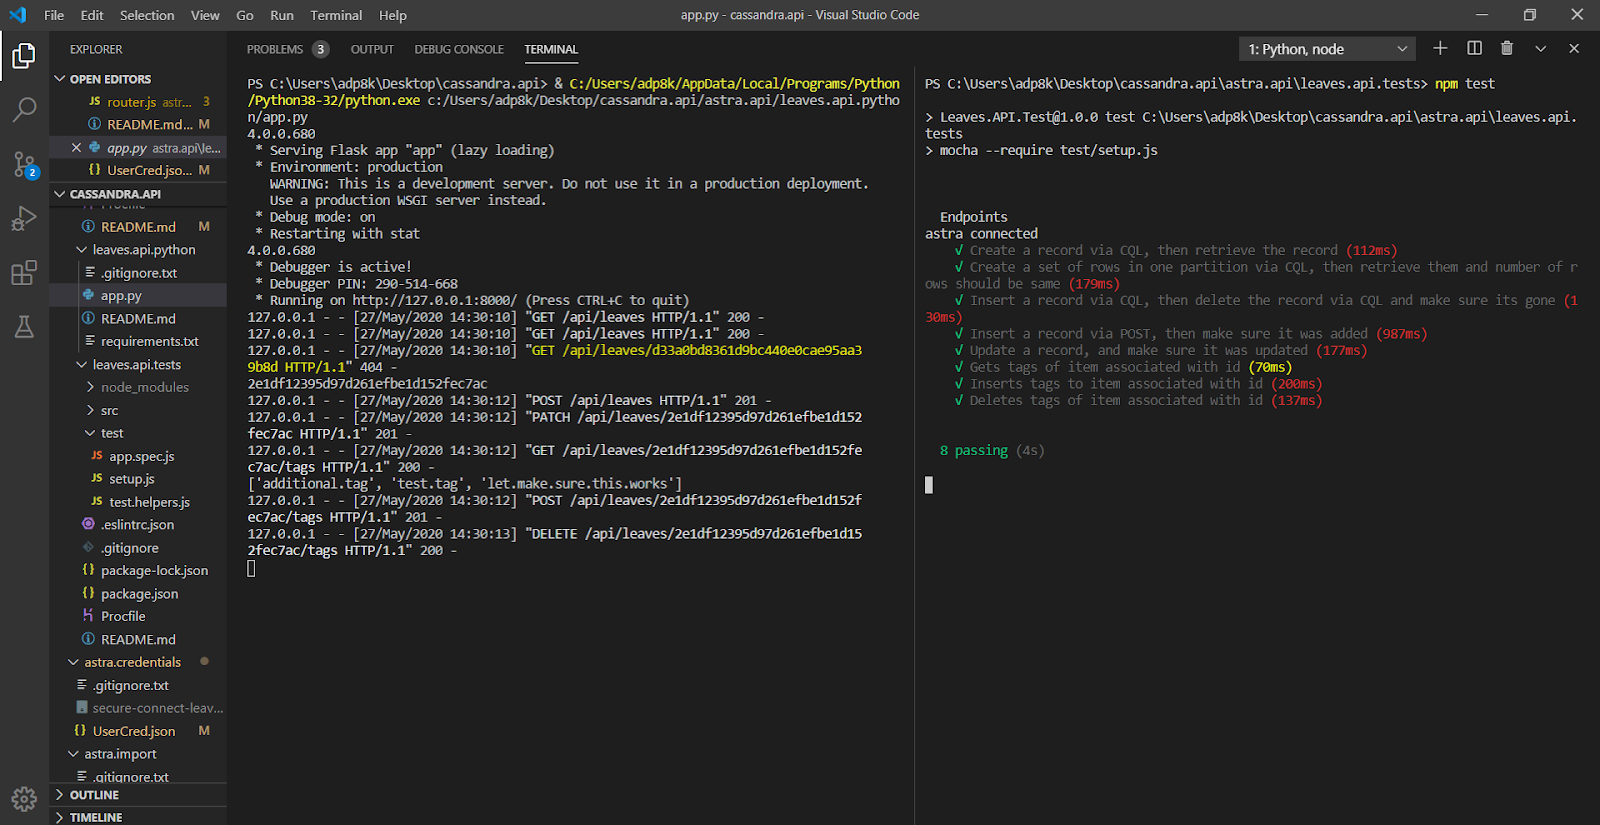 File Edit Selection View Go Run Terminal Help
app.py - cassandra.api - Visual Studio Code
EXPLORER
OPEN EDITORS
JS router.js astr... 3
README.md... M
app.py astra.api\le...
{} UserCred.jso... M
CASSANDRA.API
README.md M
leaves.api.python
.gitignore.txt
app.py
README.md
requirements.txt
leaves.api.tests
node_modules
src
test
JS app.spec.js
JS setup.js
JS test.helpers.js
.eslintrc.json
.gitignore
{} package-lock.json
{} package.json
Procfile
README.md
astra.credentials
.gitignore.txt
secure-connect-leav...
{} UserCred.json M
astra.import
.gitignore.txt
OUTLINE
TIMELINE
2
PROBLEMS 3 OUTPUT DEBUG CONSOLE TERMINAL
1: Python, node
PS C:\Users\adp8k\Desktop\cassandra.api> & C:/Users/adp8k/AppData/Local/Programs/Python
/Python38-32/python.exe c:/Users/adp8k/Desktop/cassandra.api/astra.api/leaves.api.pytho
n/app.py
4.0.0.680
* Serving Flask app "app" (lazy loading)
* Environment: production
WARNING: This is a development server. Do not use it in a production deployment.
Use a production WSGI server instead.
* Debug mode: on
* Restarting with stat
4.0.0.680
* Debugger is active!
* Debugger PIN: 290-514-668
* Running on http://127.0.0.1:8000/ (Press CTRL+C to quit)
127.0.0.1 - - [27/May/2020 14:30:10] "GET /api/leaves HTTP/1.1" 200 -
127.0.0.1 - - [27/May/2020 14:30:10] "GET /api/leaves HTTP/1.1" 200 -
127.0.0.1 - - [27/May/2020 14:30:10] "GET /api/leaves/d33a0bd8361d9bc440e0cae95aa3
9b8d HTTP/1.1" 404 -
2e1df12395d97d261efbe1d152fec7ac
127.0.0.1 - - [27/May/2020 14:30:12] "POST /api/leaves HTTP/1.1" 201 -
127.0.0.1 - - [27/May/2020 14:30:12] "PATCH /api/leaves/2e1df12395d97d261efbe1d152
fec7ac HTTP/1.1" 201 -
127.0.0.1 - - [27/May/2020 14:30:12] "GET /api/leaves/2e1df12395d97d261efbe1d152fe
c7ac/tags HTTP/1.1" 200 -
['additional.tag', 'test.tag', 'let.make.sure.this.works']
127.0.0.1 - - [27/May/2020 14:30:12] "POST /api/leaves/2e1df12395d97d261efbe1d152f
ec7ac/tags HTTP/1.1" 201 -
127.0.0.1 - - [27/May/2020 14:30:13] "DELETE /api/leaves/2e1df12395d97d261efbe1d15
2fec7ac/tags HTTP/1.1" 200 -
PS C:\Users\adp8k\Desktop\cassandra.api\astra.api\leaves.api.tests> npm test
> Leaves.API.Test@1.0.0 test C:\Users\adp8k\Desktop\cassandra.api\astra.api\leaves.api.
tests
> mocha --require test/setup.js
Endpoints
astra connected
√ Create a record via CQL, then retrieve the record (112ms)
√ Create a set of rows in one partition via CQL, then retrieve them and number of r
ows should be same (179ms)
√ Insert a record via CQL, then delete the record via CQL and make sure its gone (1
30ms)
√ Insert a record via POST, then make sure it was added (987ms)
√ Update a record, and make sure it was updated (177ms)
√ Gets tags of item associated with id (70ms)
√ Inserts tags to item associated with id (200ms)
√ Deletes tags of item associated with id (137ms)
8 passing (4s)